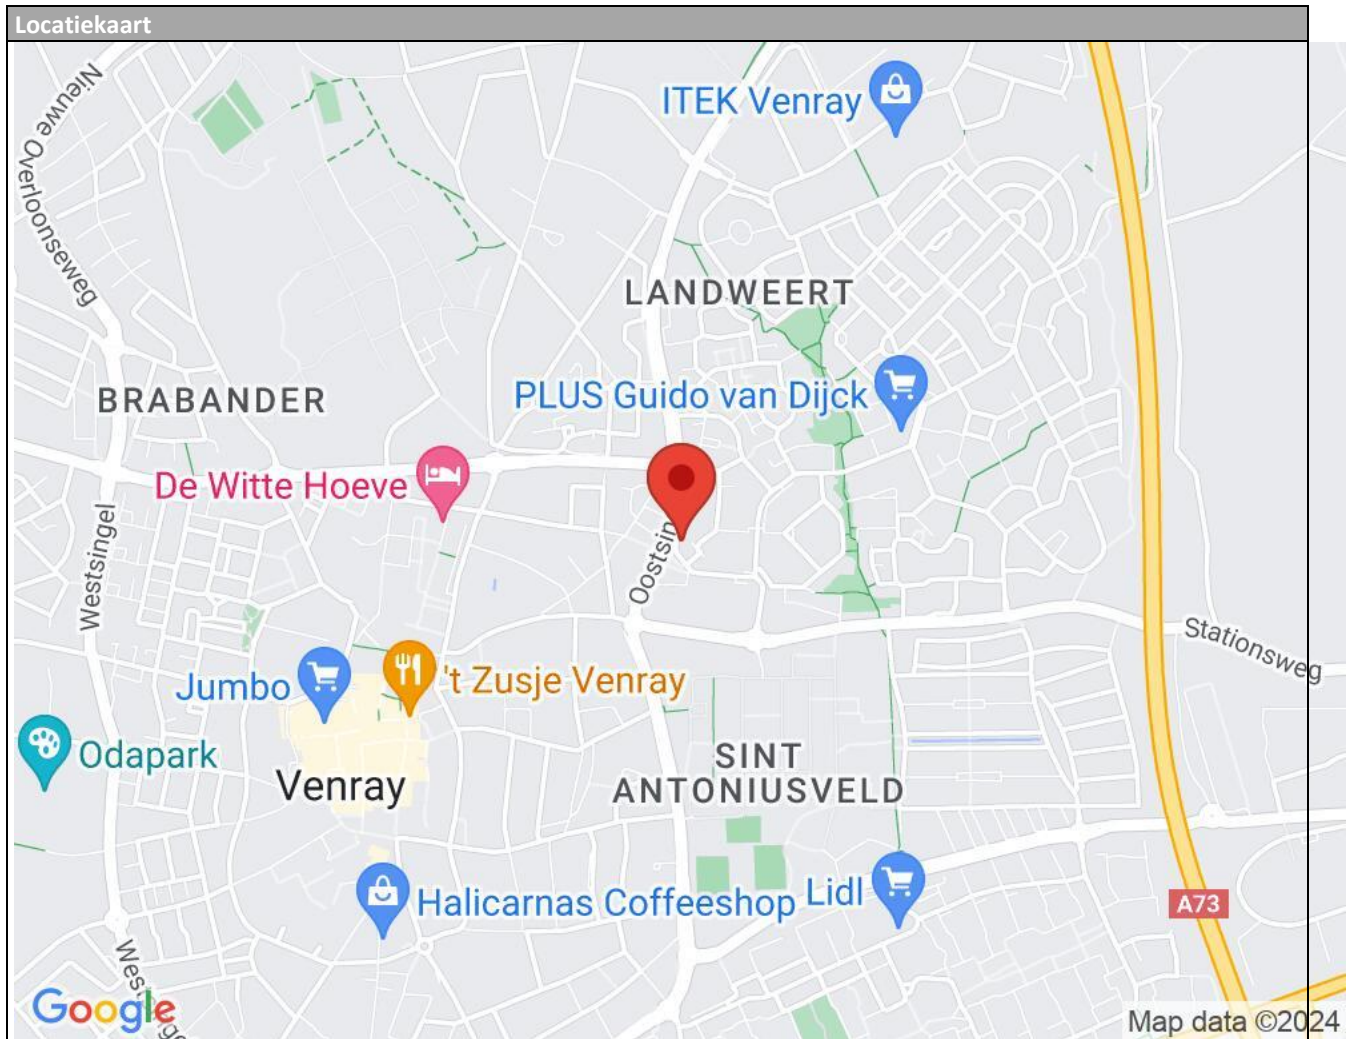 Locatiekaart
Nieuwe Overloonseweg
ITEK Venray
LANDWEERT
BRABANDER
PLUS Guido van Dijck
De Witte Hoeve
Westsingel
Oostsin
Stationsweg
Jumbo
't Zusje Venray
Odapark
Venray
SINT
ANTONIUSVELD
Halicarnas Coffeeshop
Lidl
A73
Google
Map data ©2024